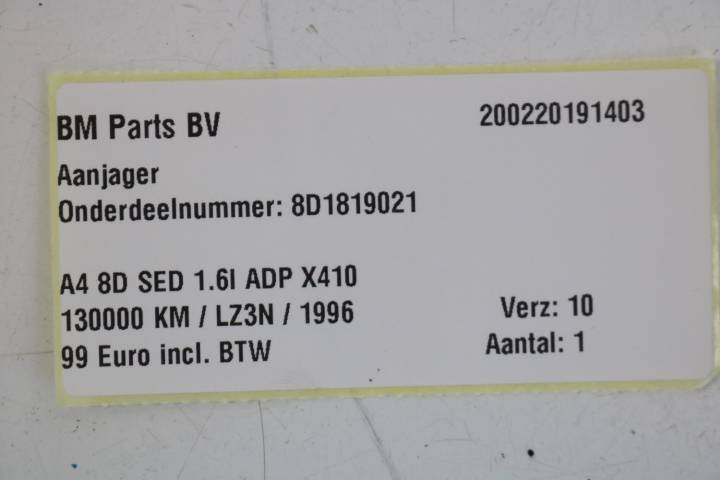 BM Parts BV 200220191403
Aanjager
Onderdeelnummer: 8D1819021
A4 8D SED 1.6I ADP X410
130000 KM / LZ3N / 1996 Verz: 10
99 Euro incl. BTW Aantal: 1